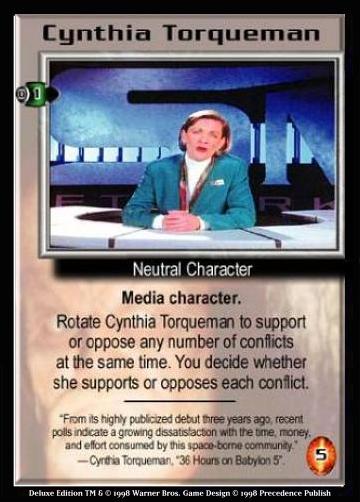 Cynthia Torqueman
0 1
Neutral Character
Media character.
Rotate Cynthia Torqueman to support
or oppose any number of conflicts
at the same time. You decide whether
she supports or opposes each conflict.
"From its highly publicized debut three years ago, recent
polls indicate a growing dissatisfaction with the time, money,
and effort consumed by this space-borne community."
— Cynthia Torqueman, "36 Hours on Babylon 5".
5
Deluxe Edition TM & © 1998 Warner Bros. Game Design © 1998 Precedence Publish